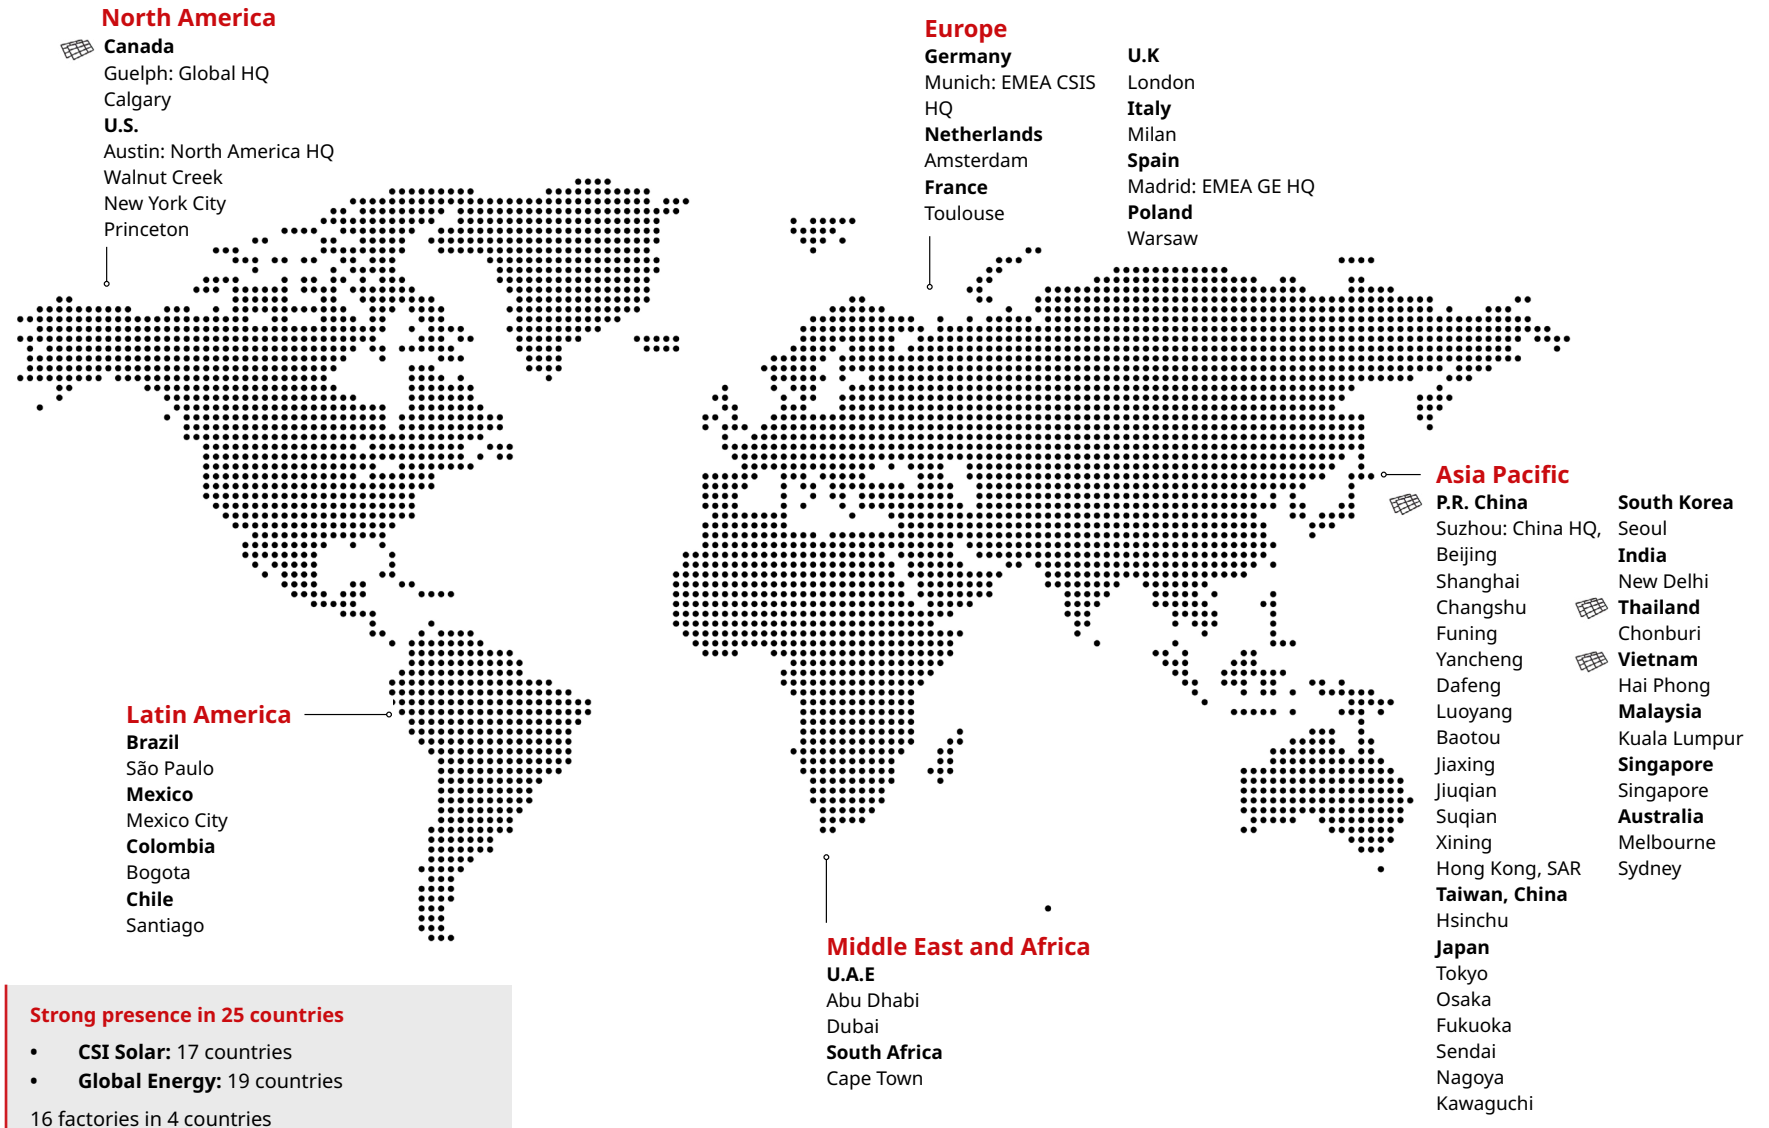 North America
Canada
Guelph: Global HQ
Calgary
U.S.
Austin: North America HQ
Walnut Creek
New York City
Princeton
Europe
Germany
Munich: EMEA CSIS
HQ
Netherlands
Amsterdam
France
Toulouse
U.K
London
Italy
Milan
Spain
Madrid: EMEA GE HQ
Poland
Warsaw
Asia Pacific
P.R. China
Suzhou: China HQ,
Beijing
Shanghai
Changshu
Funing
Yancheng
Dafeng
Luoyang
Baotou
Jiaxing
Jiuqian
Suqian
Xining
Hong Kong, SAR
Taiwan, China
Hsinchu
Japan
Tokyo
Osaka
Fukuoka
Sendai
Nagoya
Kawaguchi
South Korea
Seoul
India
New Delhi
Thailand
Chonburi
Vietnam
Hai Phong
Malaysia
Kuala Lumpur
Singapore
Singapore
Australia
Melbourne
Sydney
Latin America
Brazil
São Paulo
Mexico
Mexico City
Colombia
Bogota
Chile
Santiago
Middle East and Africa
U.A.E
Abu Dhabi
Dubai
South Africa
Cape Town
Strong presence in 25 countries
• CSI Solar: 17 countries
• Global Energy: 19 countries
16 factories in 4 countries